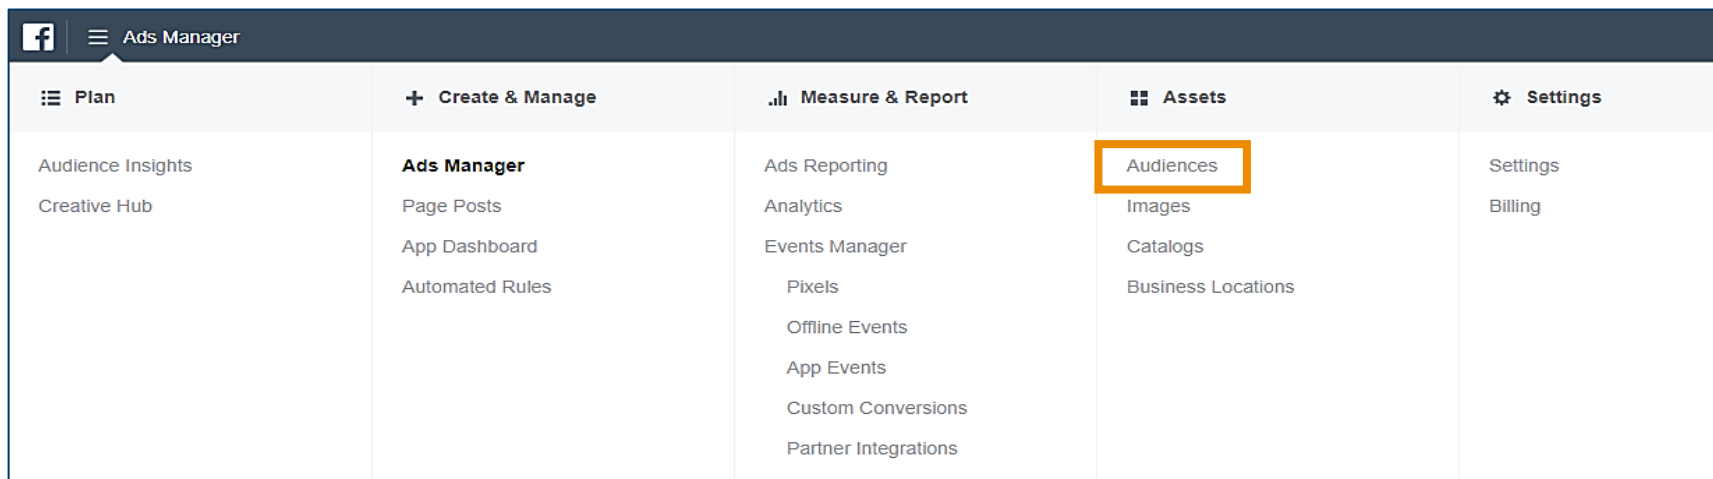 Ads Manager
Plan
Audience Insights
Creative Hub
Create & Manage
Ads Manager
Page Posts
App Dashboard
Automated Rules
Measure & Report
Ads Reporting
Analytics
Events Manager
Pixels
Offline Events
App Events
Custom Conversions
Partner Integrations
Assets
Audiences
Images
Catalogs
Business Locations
Settings
Settings
Billing